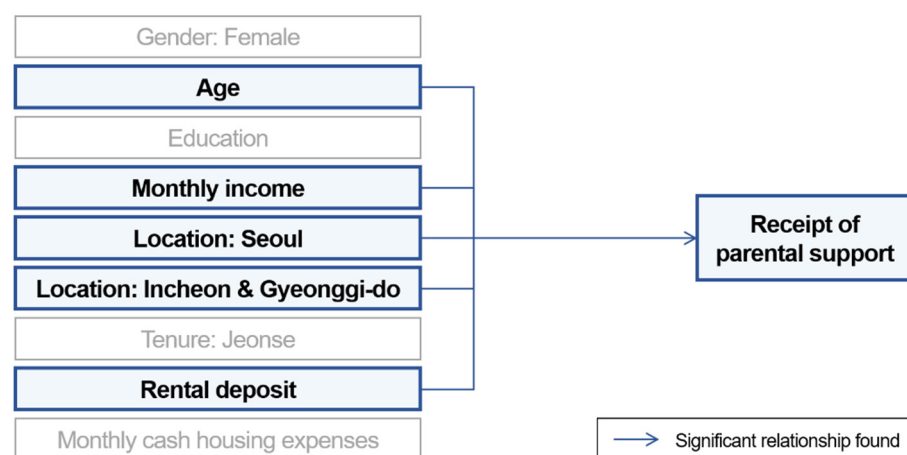 Gender: Female
Age
Education
Monthly income
Location: Seoul
Location: Incheon & Gyeonggi-do
Tenure: Jeonse
Rental deposit
Monthly cash housing expenses
Receipt of
parental support
Significant relationship found